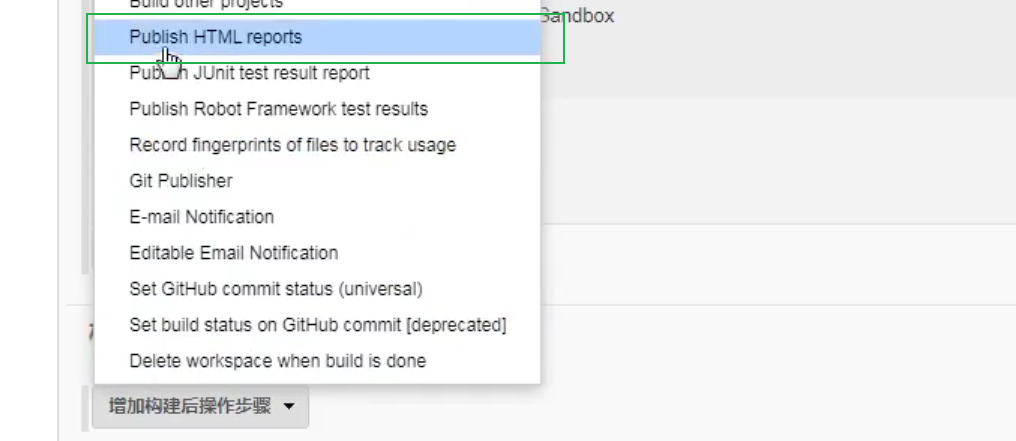 Build other projects
Sandbox
Publish HTML reports
Publish JUnit test result report
Publish Robot Framework test results
Record fingerprints of files to track usage
Git Publisher
E-mail Notification
Editable Email Notification
Set GitHub commit status (universal)
Set build status on GitHub commit [deprecated]
Delete workspace when build is done
增加构建后操作步骤